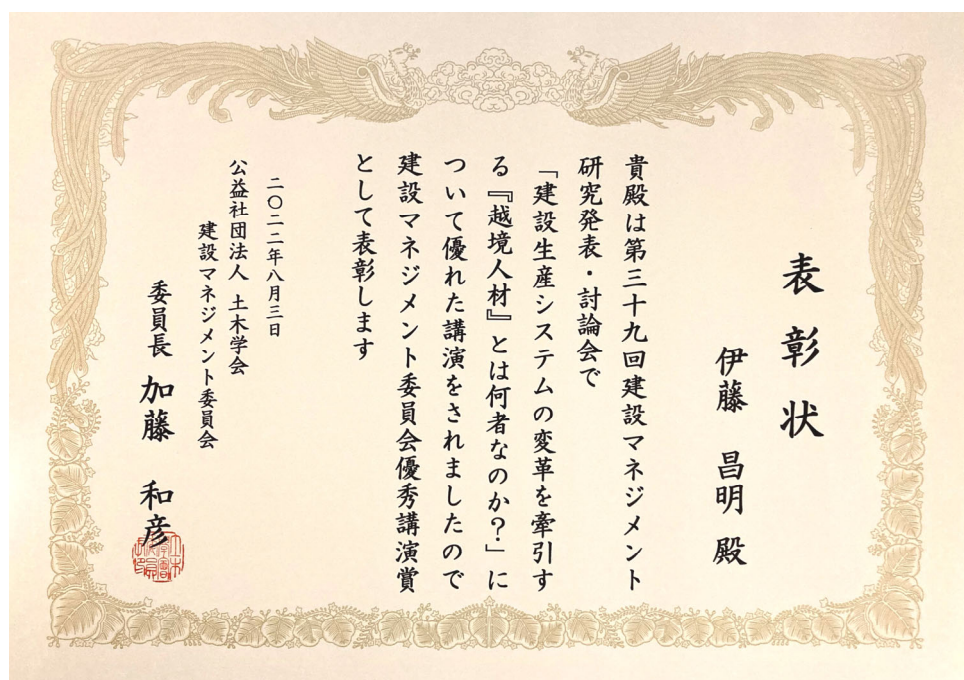 表彰状
伊藤 昌明 殿
貴殿は第三十九回建設マネジメント
研究発表・討論会で
「建設生産システムの変革を牽引す
る『越境人材』とは何者なのか?」に
ついて優れた講演をされましたので
建設マネジメント委員会優秀講演賞
として表彰します
二〇二二年八月三日
公益社団法人 土木学会
建設マネジメント委員会
委員長 加藤 和彦